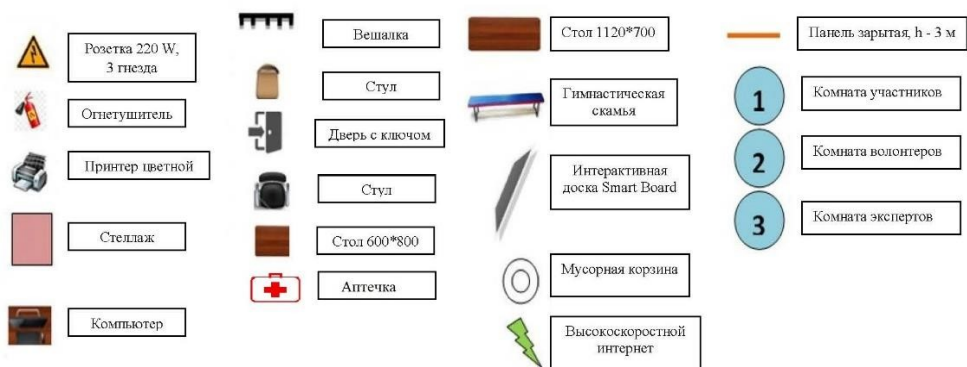 Розетка 220 W,
3 гнезда
Огнетушитель
Принтер цветной
Стеллаж
Компьютер
Вешалка
Стул
Дверь с ключом
Стул
Стол 600*800
Аптечка
Стол 1120*700
Гимнастическая
скамья
Интерактивная
доска Smart Board
Мусорная корзина
Высокоскоростной
интернет
Панель зарытая, h - 3 м
1
Комната участников
2
Комната волонтеров
3
Комната экспертов